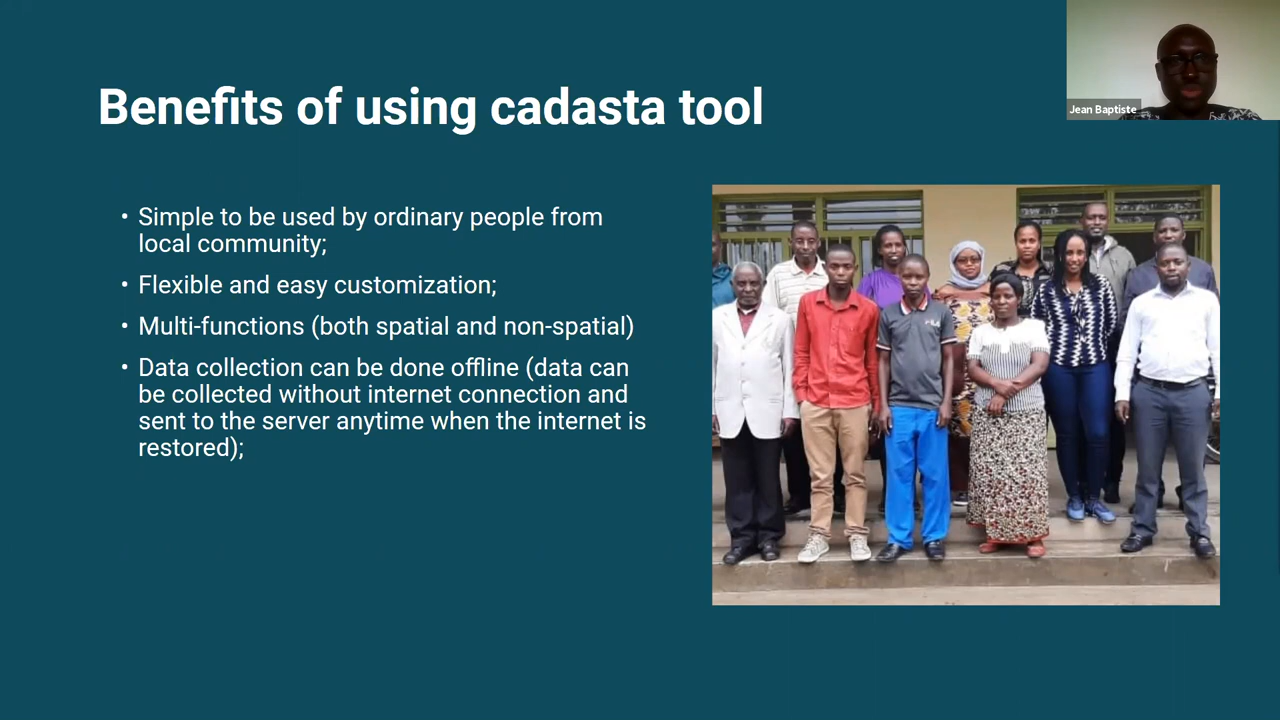 Jean Baptiste
Benefits of using cadasta tool
• Simple to be used by ordinary people from
local community;
• Flexible and easy customization;
• Multi-functions (both spatial and non-spatial)
• Data collection can be done offline (data can
be collected without internet connection and
sent to the server anytime when the internet is
restored);
FILA